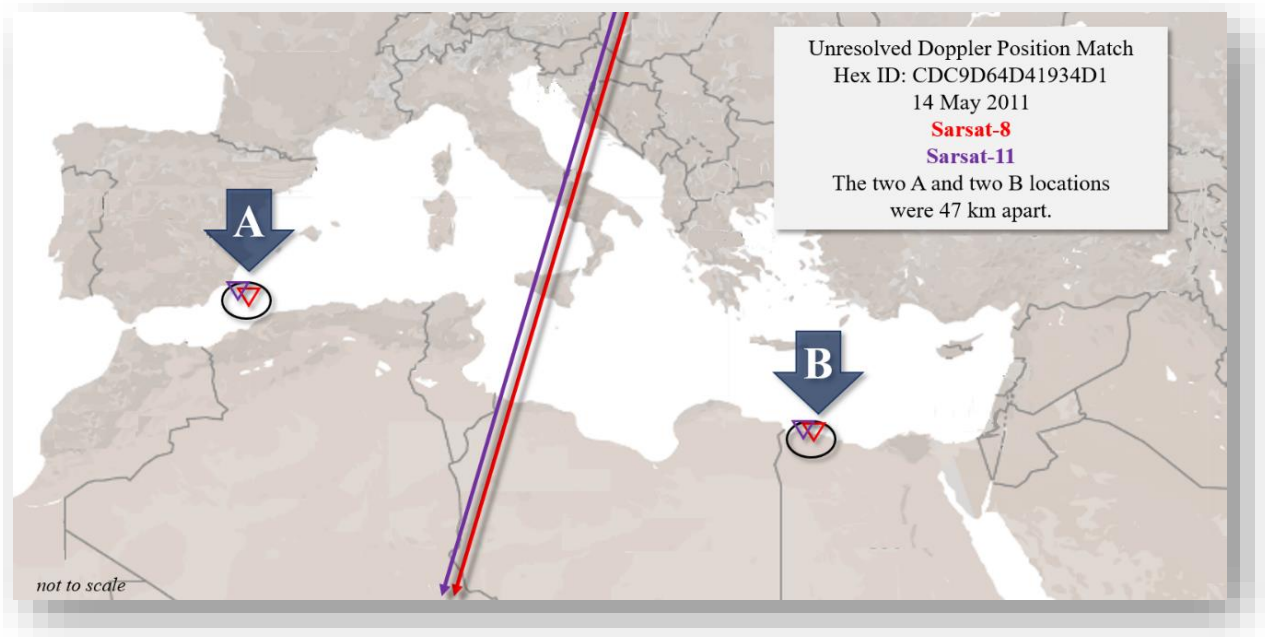 Unresolved Doppler Position Match
Hex ID: CDC9D64D41934D1
14 May 2011
Sarsat-8
Sarsat-11
The two A and two B locations
were 47 km apart.
A
B
not to scale